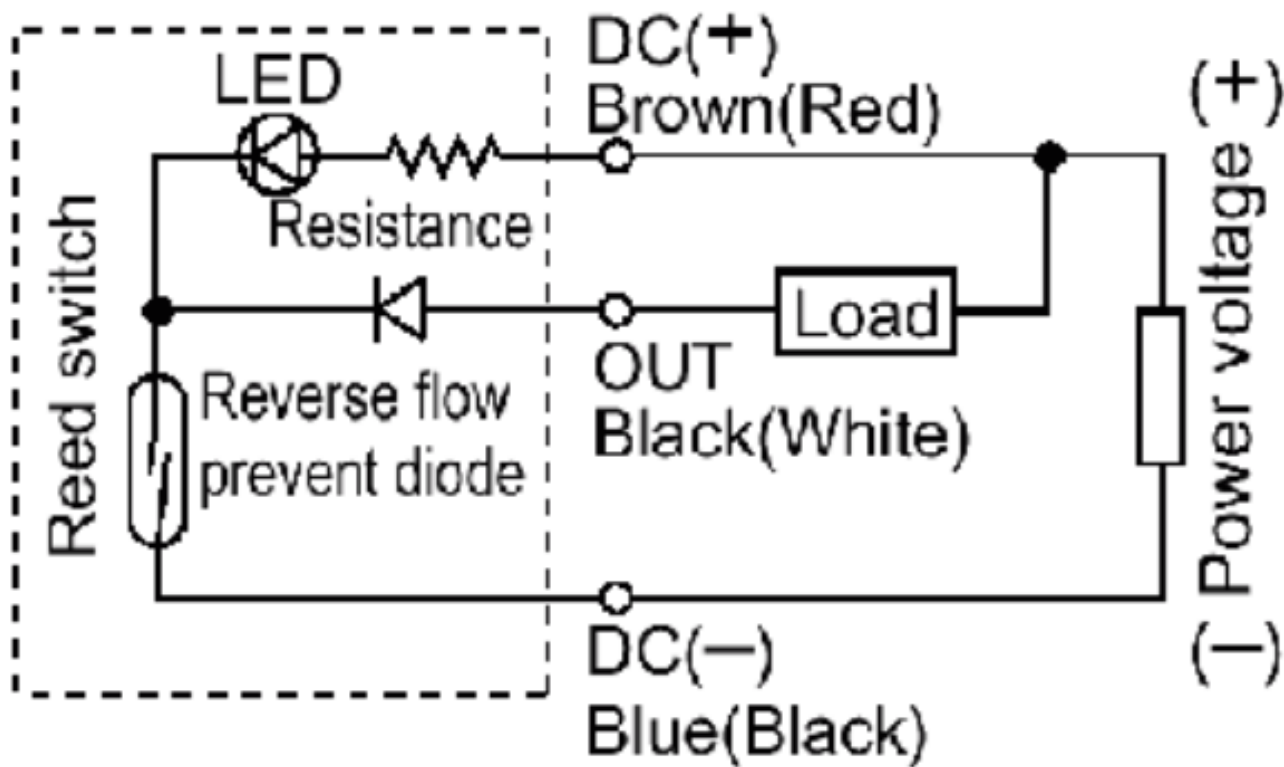 LED
Resistance
Reed switch
Reverse flow
prevent diode
DC(+)
Brown(Red)
Load
OUT
Black(White)
DC(—)
Blue(Black)
(+)
Power voltage
(—)